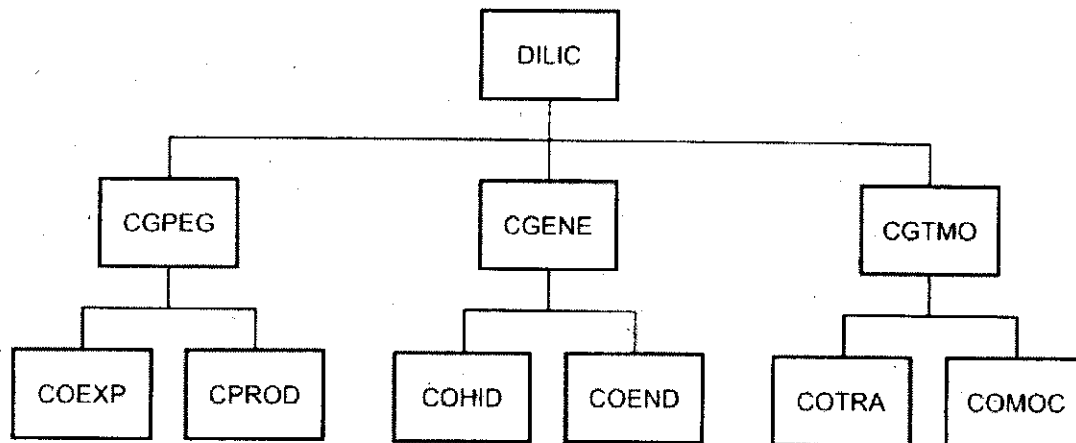 DILIC
CGPEG
CGENE
CGTMO
COEXP
CPROD
COHID
COEND
COTRA
COMOC